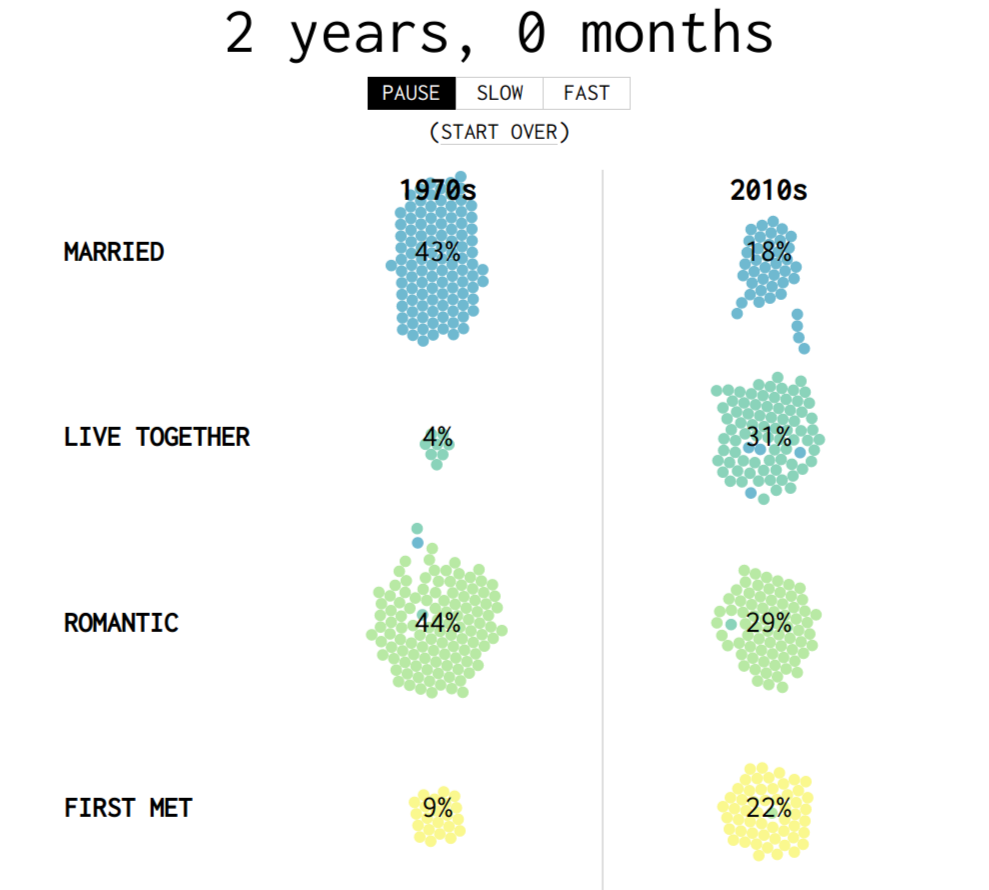 2 years, 0 months
PAUSE SLOW FAST
(START OVER)
1970s 2010s
MARRIED 43% 18%
LIVE TOGETHER 4% 31%
ROMANTIC 44% 29%
FIRST MET 9% 22%